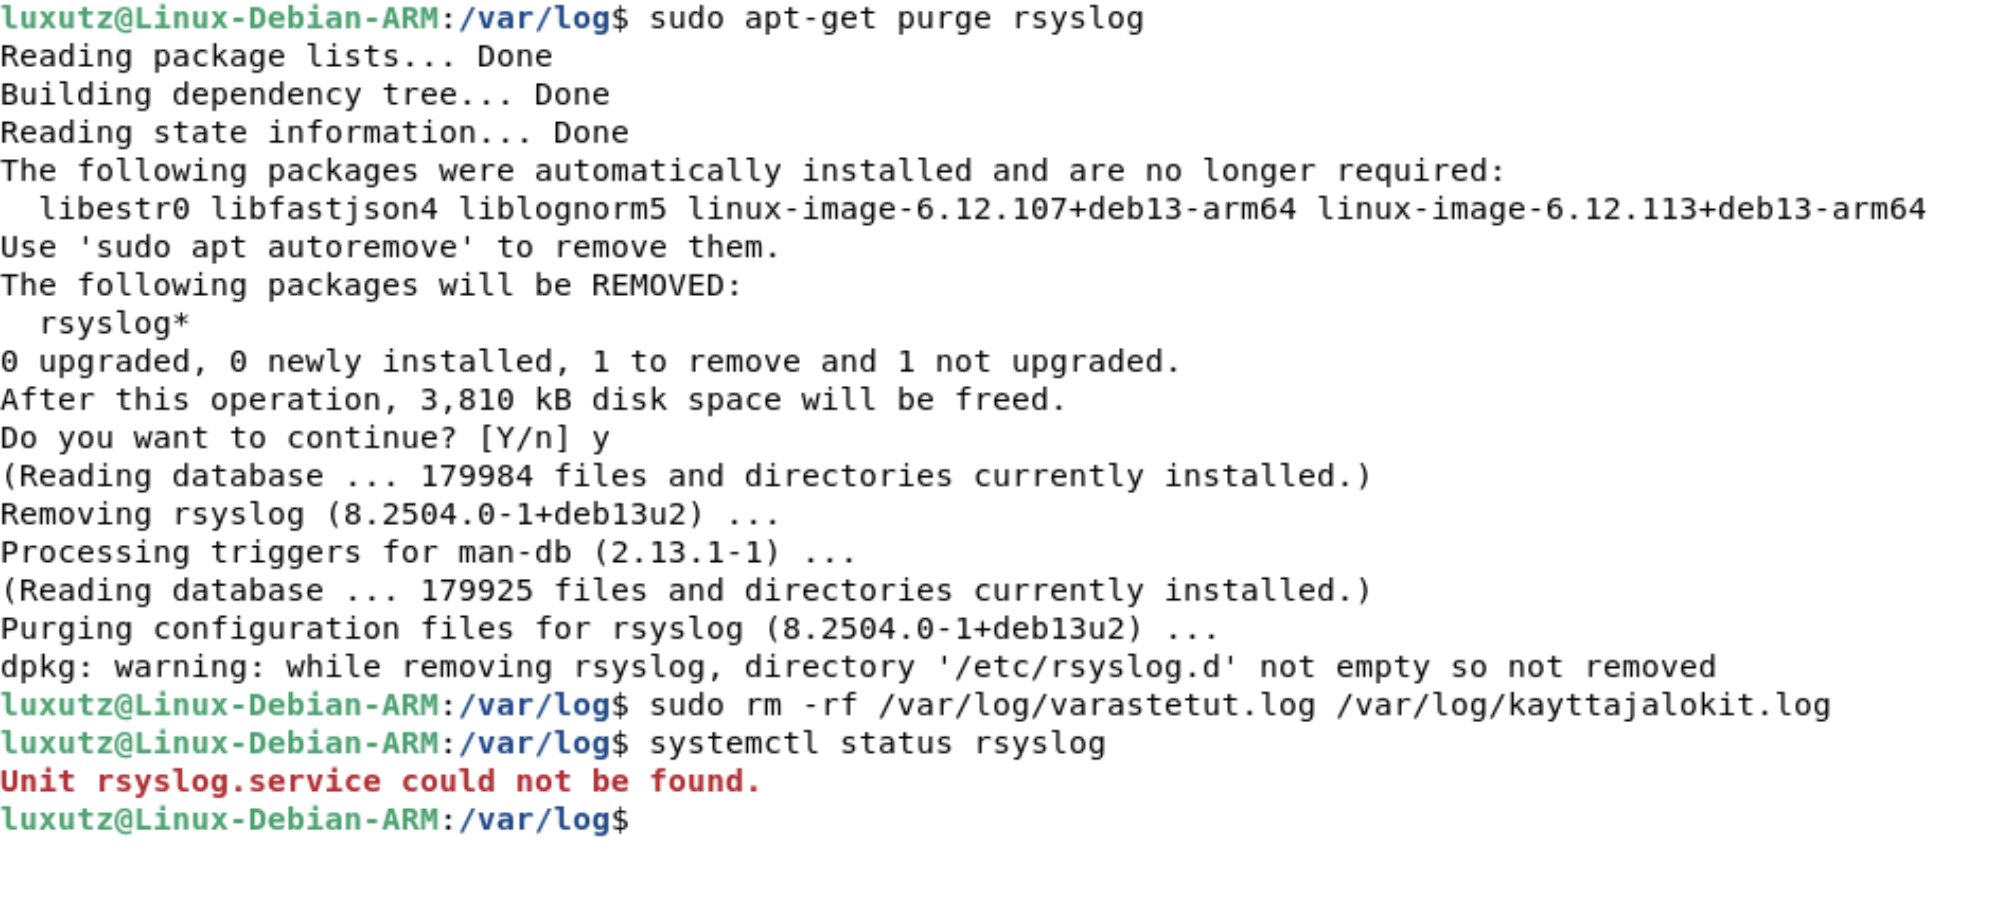 luxutz@Linux-Debian-ARM:/var/log$ sudo apt-get purge rsyslog
Reading package lists... Done
Building dependency tree... Done
Reading state information... Done
The following packages were automatically installed and are no longer required:
  libestr0 libfastjson4 liblognorm5 linux-image-6.12.107+deb13-arm64 linux-image-6.12.113+deb13-arm64
Use 'sudo apt autoremove' to remove them.
The following packages will be REMOVED:
  rsyslog*
0 upgraded, 0 newly installed, 1 to remove and 1 not upgraded.
After this operation, 3,810 kB disk space will be freed.
Do you want to continue? [Y/n] y
(Reading database ... 179984 files and directories currently installed.)
Removing rsyslog (8.2504.0-1+deb13u2) ...
Processing triggers for man-db (2.13.1-1) ...
(Reading database ... 179925 files and directories currently installed.)
Purging configuration files for rsyslog (8.2504.0-1+deb13u2) ...
dpkg: warning: while removing rsyslog, directory '/etc/rsyslog.d' not empty so not removed
luxutz@Linux-Debian-ARM:/var/log$ sudo rm -rf /var/log/varastetut.log /var/log/kayttajalokit.log
luxutz@Linux-Debian-ARM:/var/log$ systemctl status rsyslog
Unit rsyslog.service could not be found.
luxutz@Linux-Debian-ARM:/var/log$